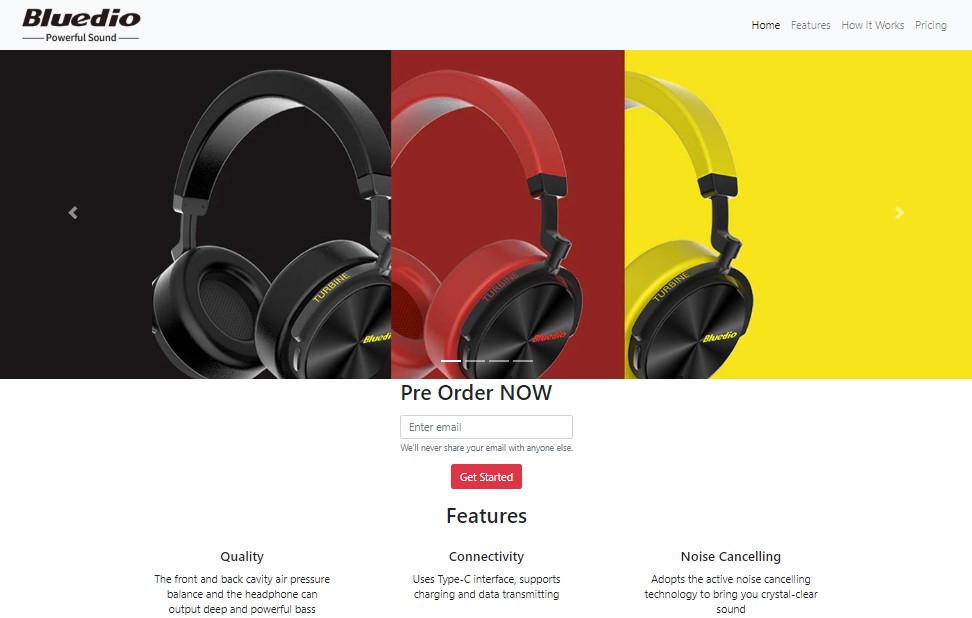 Bluedio
Powerful Sound
Home Features How It Works Pricing
TURBINE
Bluedio
TURBINE
Bluedio
TURBINE
Bluedio
Pre Order NOW
Enter email
We'll never share your email with anyone else.
Get Started
Features
Quality
The front and back cavity air pressure
balance and the headphone can
output deep and powerful bass
Connectivity
Uses Type-C interface, supports
charging and data transmitting
Noise Cancelling
Adopts the active noise cancelling
technology to bring you crystal-clear
sound